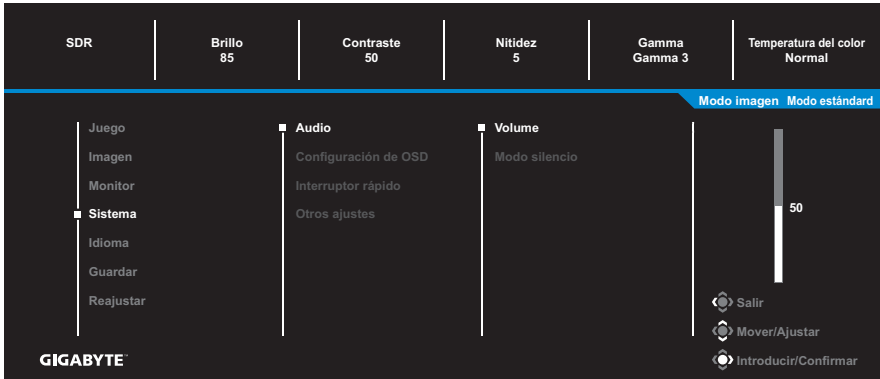 SDR
Brillo
85
Contraste
50
Nitidez
5
Gamma
Gamma 3
Temperatura del color
Normal
Modo imagen Modo estándard
Juego
Imagen
Monitor
Sistema
Idioma
Guardar
Reajustar
Audio
Configuración de OSD
Interruptor rápido
Otros ajustes
Volume
Modo silencio
50
Salir
Mover/Ajustar
Introducir/Confirmar
GIGABYTE™